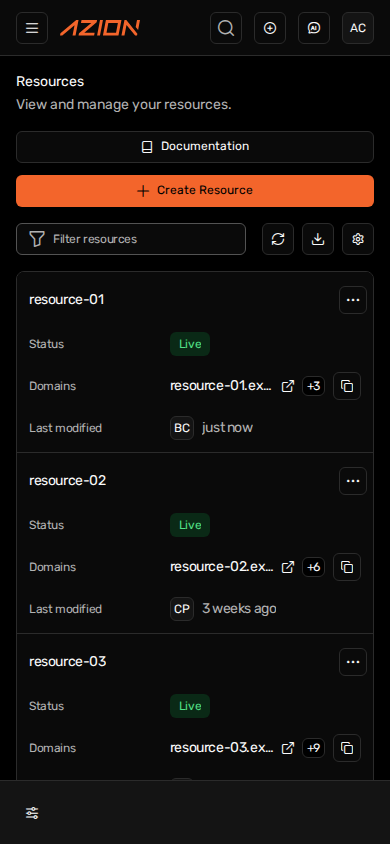 AZION
AI
AC
Resources
View and manage your resources.
Documentation
Create Resource
Filter resources
resource-01
Status Live
Domains resource-01.ex... +3
Last modified BC just now
resource-02
Status Live
Domains resource-02.ex... +6
Last modified CP 3 weeks ago
resource-03
Status Live
Domains resource-03.ex... +9